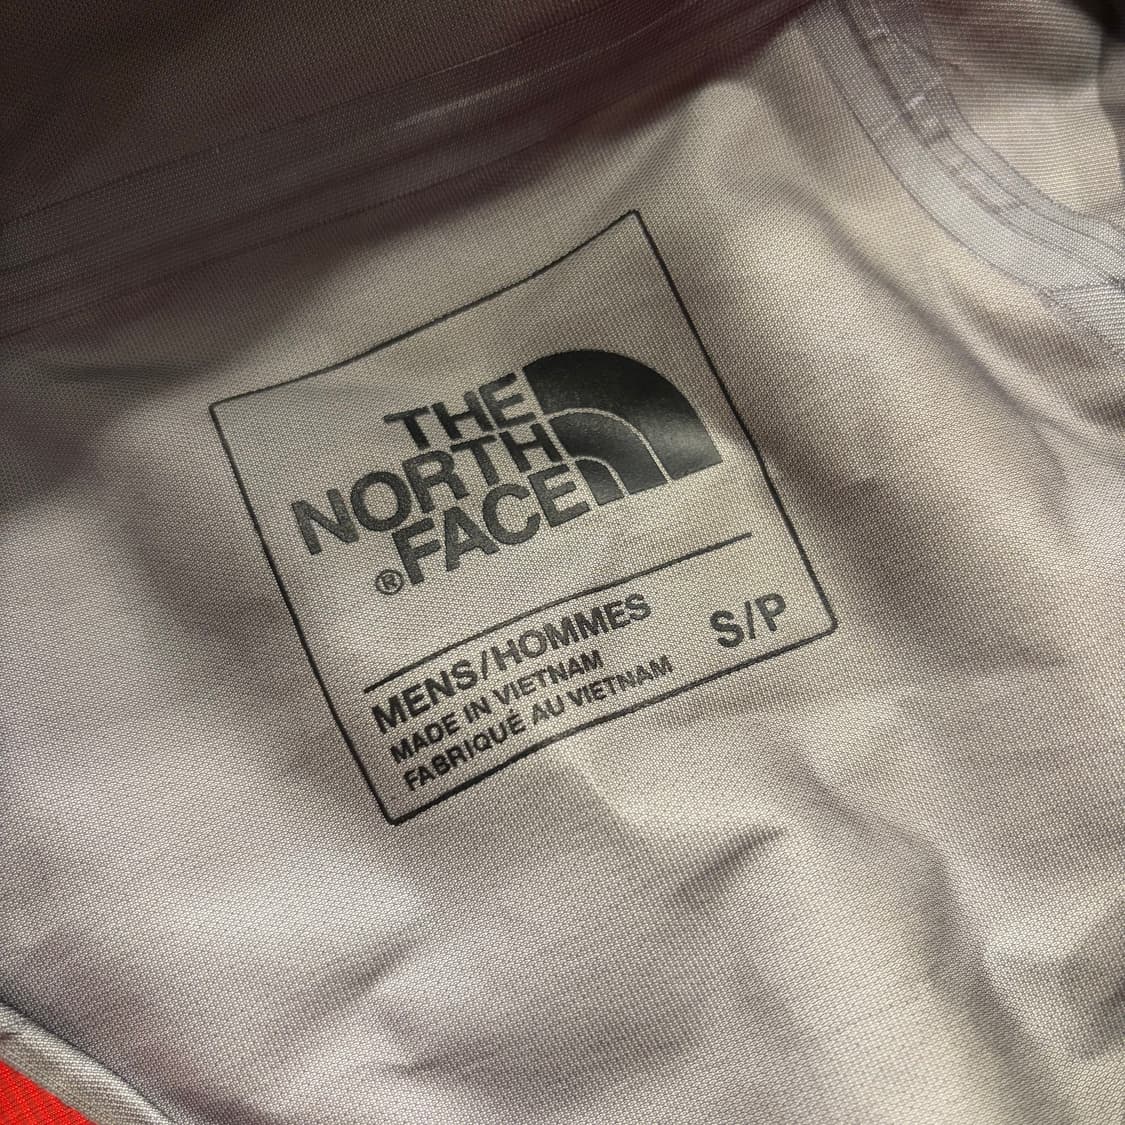 THE
NORTH
FACE
®
MENS/HOMMES
S/P
MADE IN VIETNAM
FABRIQUÉ AU VIETNAM